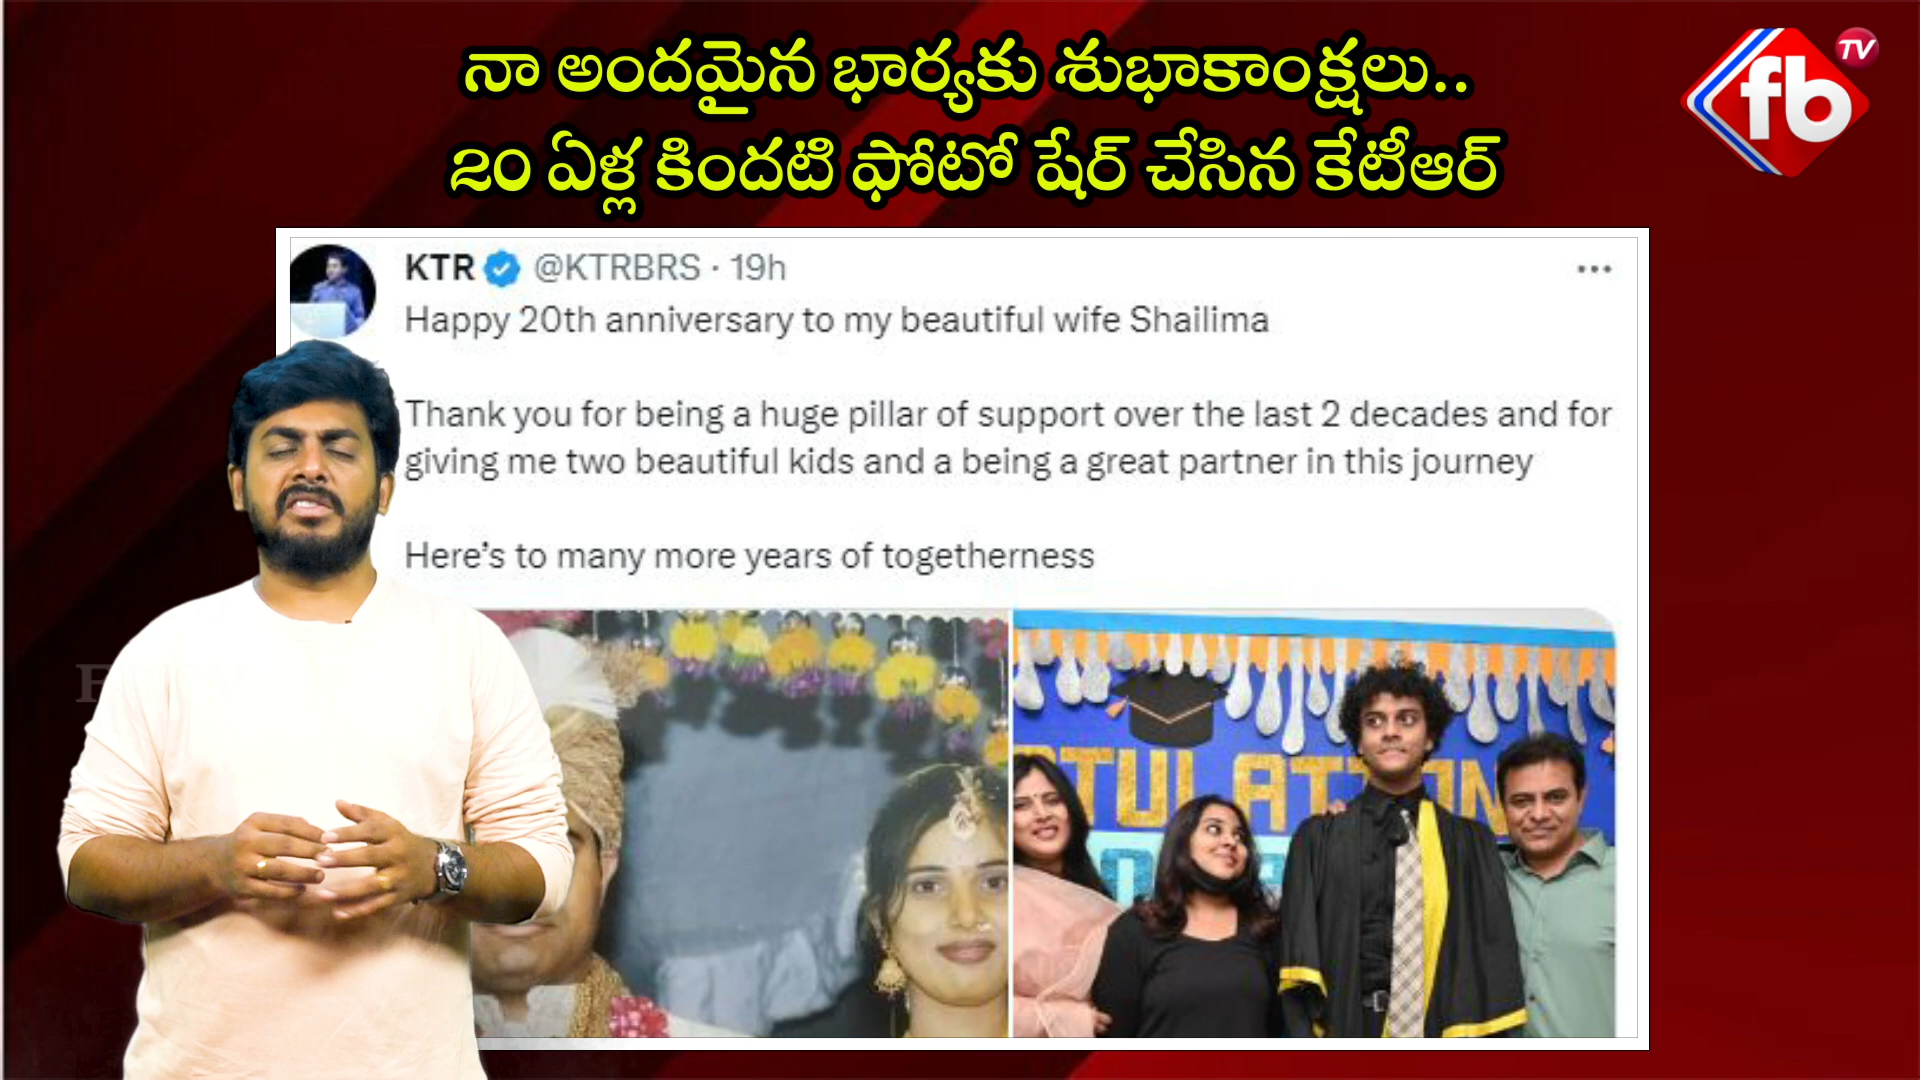 నా అందమైన భార్యకు శుభాకాంక్షలు..
20 ఏళ్ల కిందటి ఫోటో షేర్ చేసిన కేటీఆర్
fb TV
KTR @KTRBRS · 19h
Happy 20th anniversary to my beautiful wife Shailima
Thank you for being a huge pillar of support over the last 2 decades and for
giving me two beautiful kids and a being a great partner in this journey
Here's to many more years of togetherness
TULATION